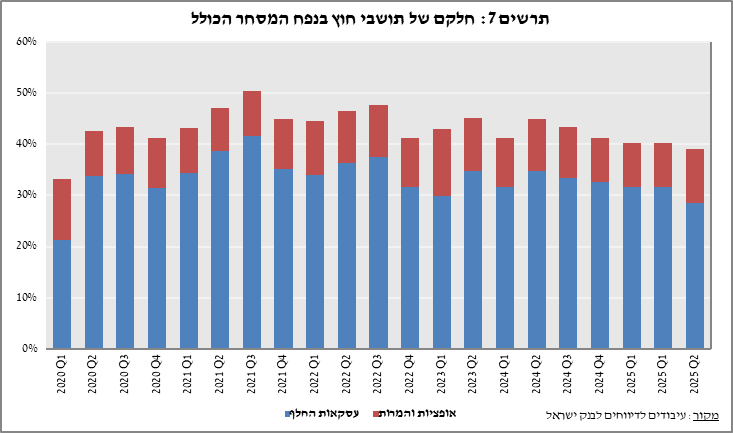 תרשים 7: חלקם של תושבי חוץ בנפח המסחר הכולל
60%
50%
40%
30%
20%
10%
0%
2020 Q1
2020 Q2
2020 Q3
2020 Q4
2021 Q1
2021 Q2
2021 Q3
2021 Q4
2022 Q1
2022 Q2
2022 Q3
2022 Q4
2023 Q1
2023 Q2
2024 Q1
2024 Q2
2024 Q3
2024 Q4
2025 Q1
2025 Q1
2025 Q2
אופציות והמרות
עסקאות החלף
מקור: עיבודים לדיווחים לבנק ישראל